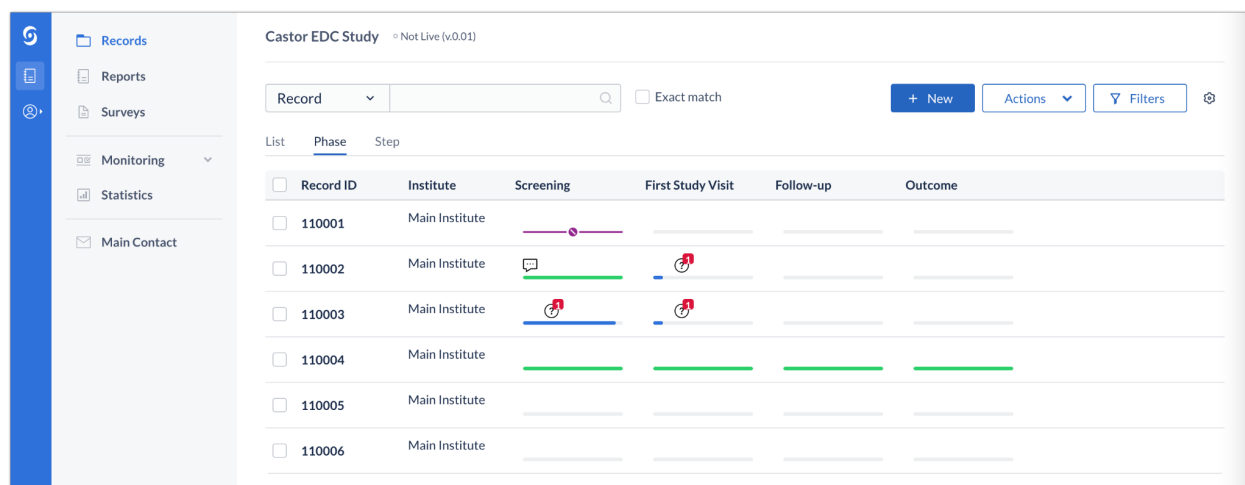 Records
Reports
Surveys
Monitoring
Statistics
Main Contact
Castor EDC Study Not Live (v.0.01)
Record Exact match + New Actions Filters
List Phase Step
Record ID Institute Screening First Study Visit Follow-up Outcome
110001 Main Institute
110002 Main Institute 1
110003 Main Institute 1 1
110004 Main Institute
110005 Main Institute
110006 Main Institute